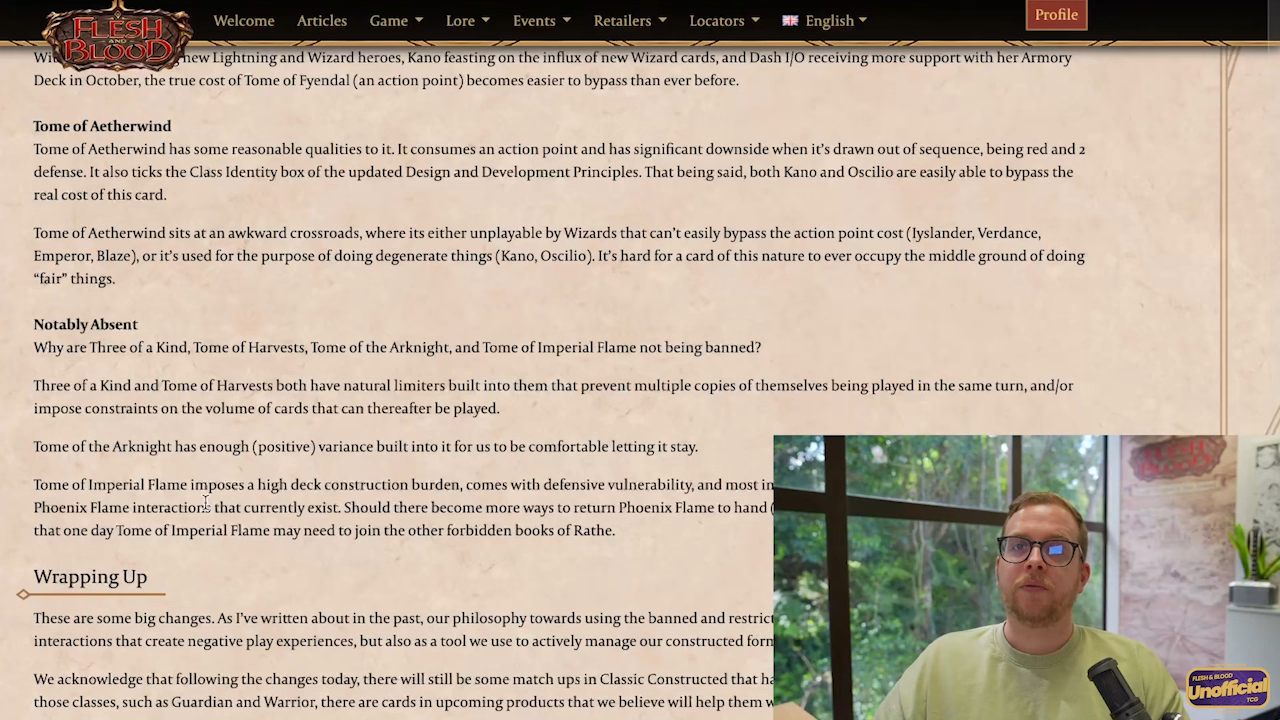 FLESH
AND
BLOOD
Welcome
Articles
Game
Lore
Events
Retailers
Locators
English
Profile
new Lightning and Wizard heroes, Kano feasting on the influx of new Wizard cards, and Dash I/O receiving more support with her Armory
Deck in October, the true cost of Tome of Fyendal (an action point) becomes easier to bypass than ever before.
Tome of Aetherwind
Tome of Aetherwind has some reasonable qualities to it. It consumes an action point and has significant downside when it's drawn out of sequence, being red and 2
defense. It also ticks the Class Identity box of the updated Design and Development Principles. That being said, both Kano and Oscilio are easily able to bypass the
real cost of this card.
Tome of Aetherwind sits at an awkward crossroads, where its either unplayable by Wizards that can't easily bypass the action point cost (Iyslander, Verdance,
Emperor, Blaze), or it's used for the purpose of doing degenerate things (Kano, Oscilio). It's hard for a card of this nature to ever occupy the middle ground of doing
“fair” things.
Notably Absent
Why are Three of a Kind, Tome of Harvests, Tome of the Arknight, and Tome of Imperial Flame not being banned?
Three of a Kind and Tome of Harvests both have natural limiters built into them that prevent multiple copies of themselves being played in the same turn, and/or
impose constraints on the volume of cards that can thereafter be played.
Tome of the Arknight has enough (positive) variance built into it for us to be comfortable letting it stay.
Tome of Imperial Flame imposes a high deck construction burden, comes with defensive vulnerability, and most in
Phoenix Flame interactions that currently exist. Should there become more ways to return Phoenix Flame to hand (
that one day Tome of Imperial Flame may need to join the other forbidden books of Rathe.
Wrapping Up
These are some big changes. As I've written about in the past, our philosophy towards using the banned and restric
interactions that create negative play experiences, but also as a tool we use to actively manage our constructed form
We acknowledge that following the changes today, there will still be some match ups in Classic Constructed that ha
those classes, such as Guardian and Warrior, there are cards in upcoming products that we believe will help them w
FLESH & BLOOD
Unofficial
TCG